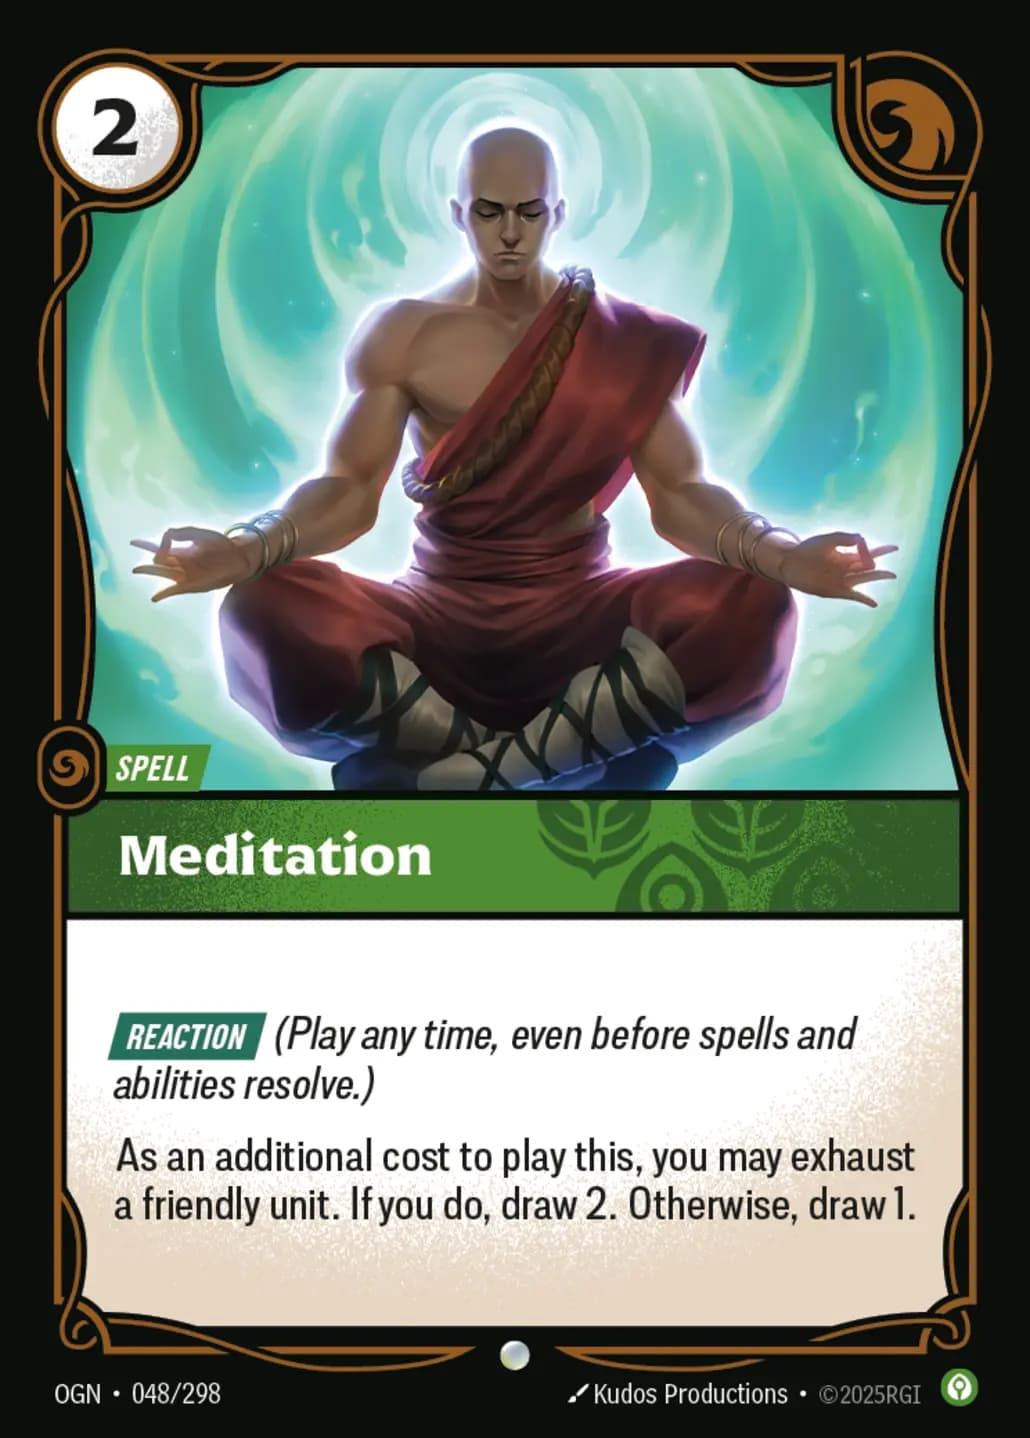 2
SPELL
Meditation
REACTION (Play any time, even before spells and
abilities resolve.)
As an additional cost to play this, you may exhaust
a friendly unit. If you do, draw 2. Otherwise, draw 1.
OGN • 048/298
Kudos Productions • ©2025RGI